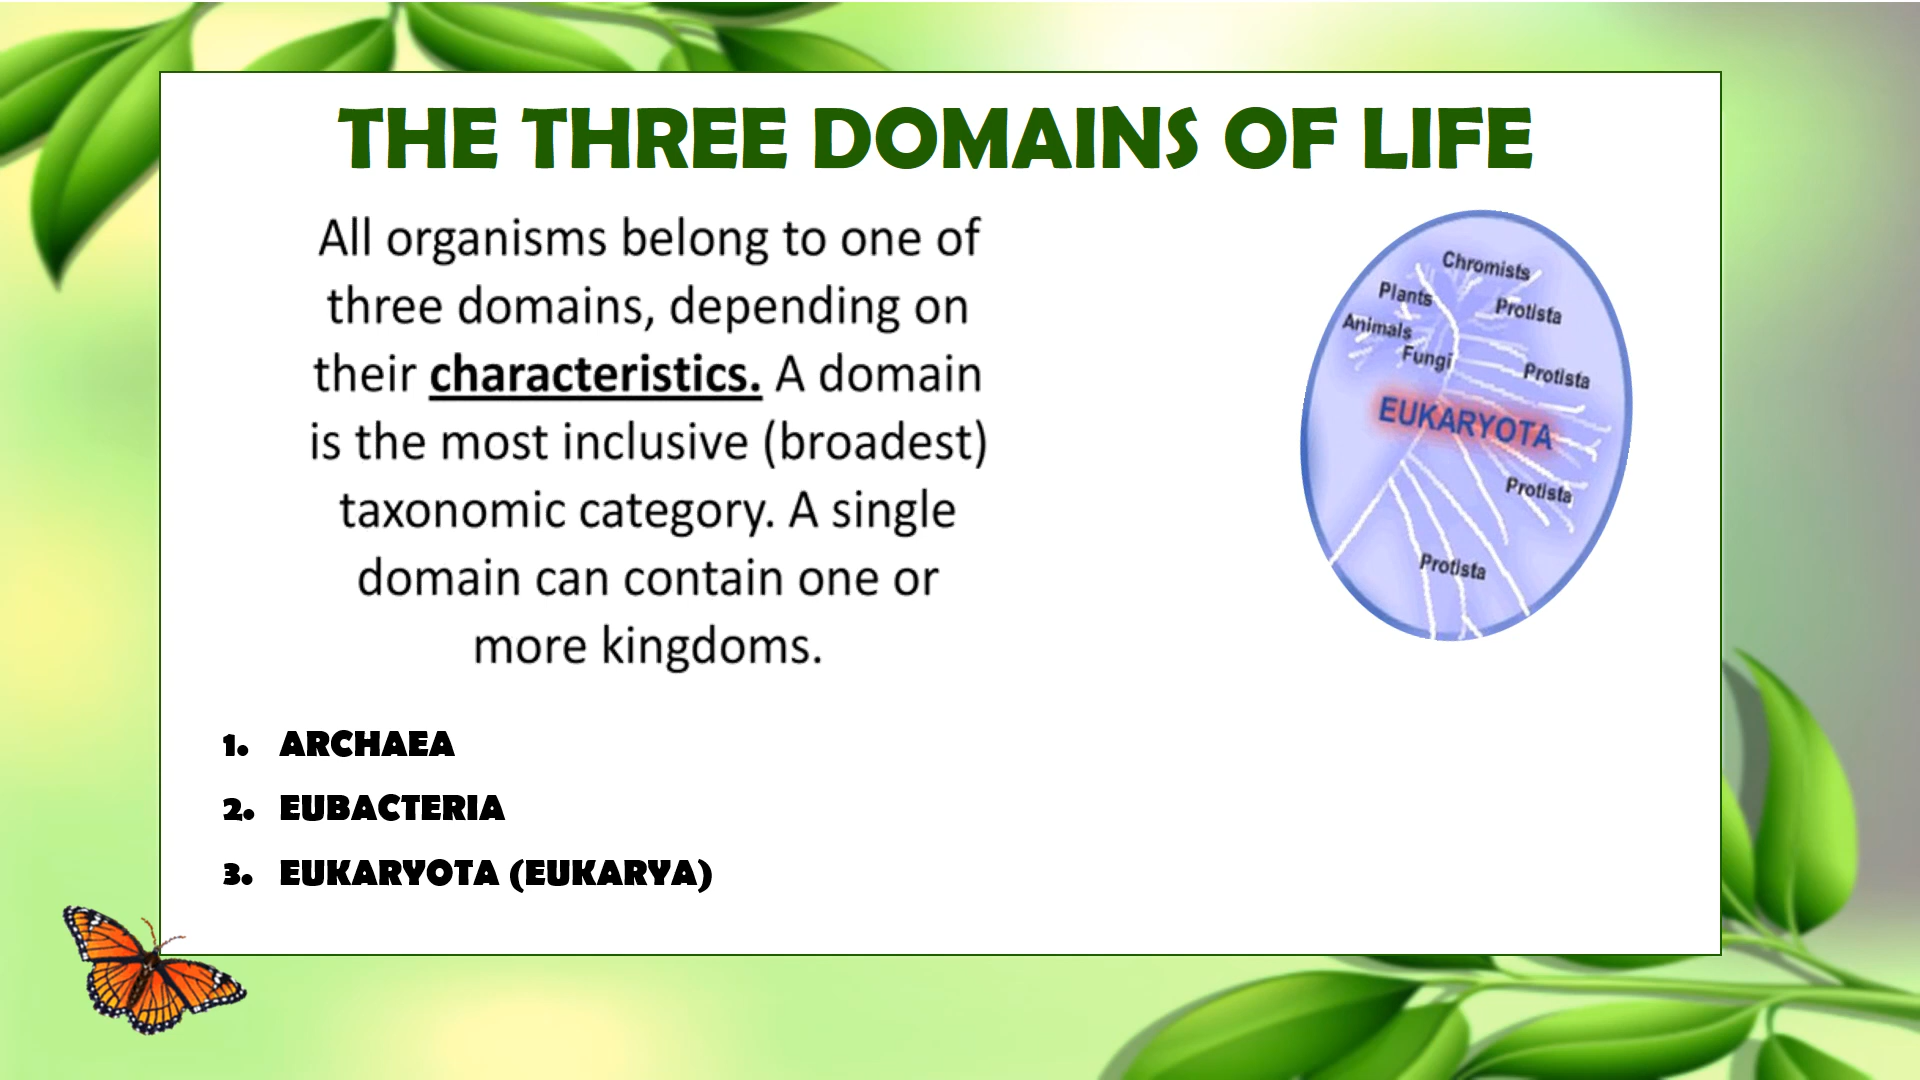 THE THREE DOMAINS OF LIFE
All organisms belong to one of
three domains, depending on
their characteristics. A domain
is the most inclusive (broadest)
taxonomic category. A single
domain can contain one or
more kingdoms.
Chromists
Plants
Protista
Animals
Fungi
Protista
EUKARYOTA
Protista
Protista
1. ARCHAEA
2. EUBACTERIA
3. EUKARYOTA (EUKARYA)